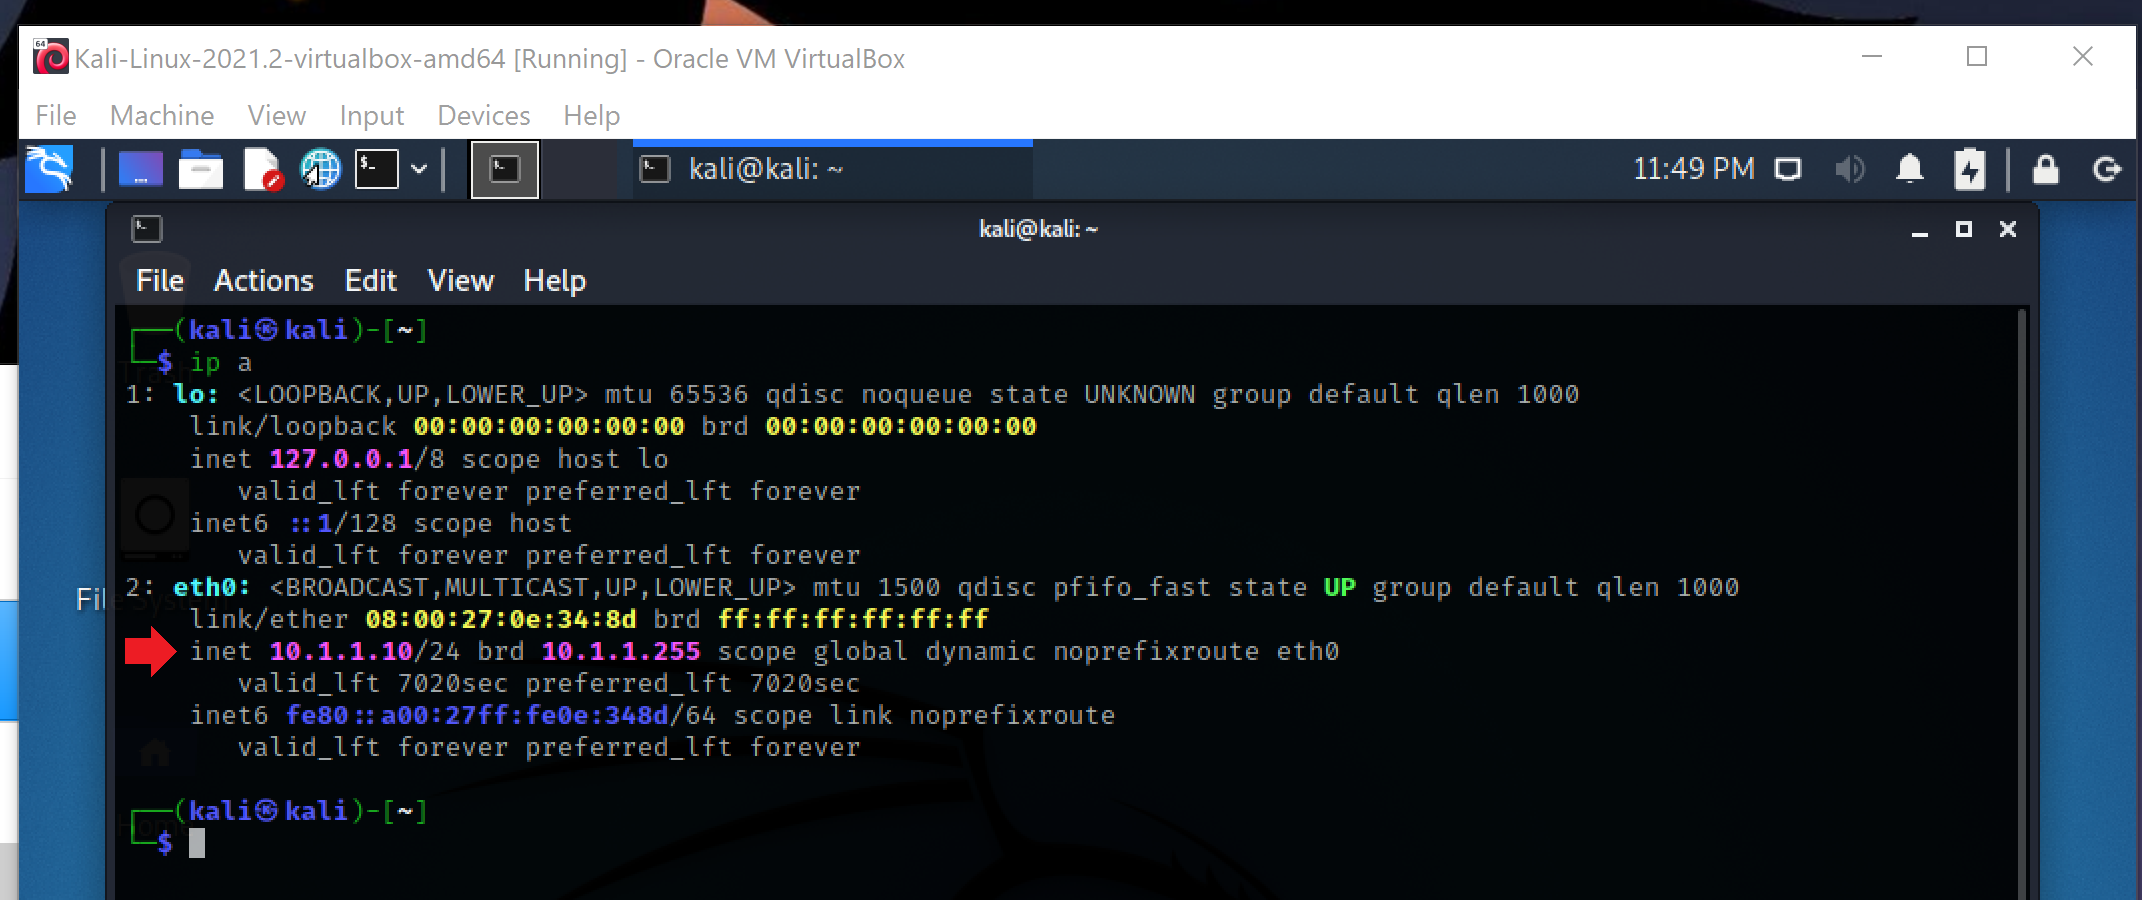 Kali-Linux-2021.2-virtualbox-amd64 [Running] - Oracle VM VirtualBox
File Machine View Input Devices Help
kali@kali: ~ 11:49 PM
kali@kali: ~
File Actions Edit View Help
┌──(kali㉿kali)-[~]
└─$ ip a
1: lo: <LOOPBACK,UP,LOWER_UP> mtu 65536 qdisc noqueue state UNKNOWN group default qlen 1000
    link/loopback 00:00:00:00:00:00 brd 00:00:00:00:00:00
    inet 127.0.0.1/8 scope host lo
       valid_lft forever preferred_lft forever
    inet6 ::1/128 scope host
       valid_lft forever preferred_lft forever
2: eth0: <BROADCAST,MULTICAST,UP,LOWER_UP> mtu 1500 qdisc pfifo_fast state UP group default qlen 1000
File System
    link/ether 08:00:27:0e:34:8d brd ff:ff:ff:ff:ff:ff
    inet 10.1.1.10/24 brd 10.1.1.255 scope global dynamic noprefixroute eth0
       valid_lft 7020sec preferred_lft 7020sec
    inet6 fe80::a00:27ff:fe0e:348d/64 scope link noprefixroute
       valid_lft forever preferred_lft forever
┌──(kali㉿kali)-[~]
Home
└─$